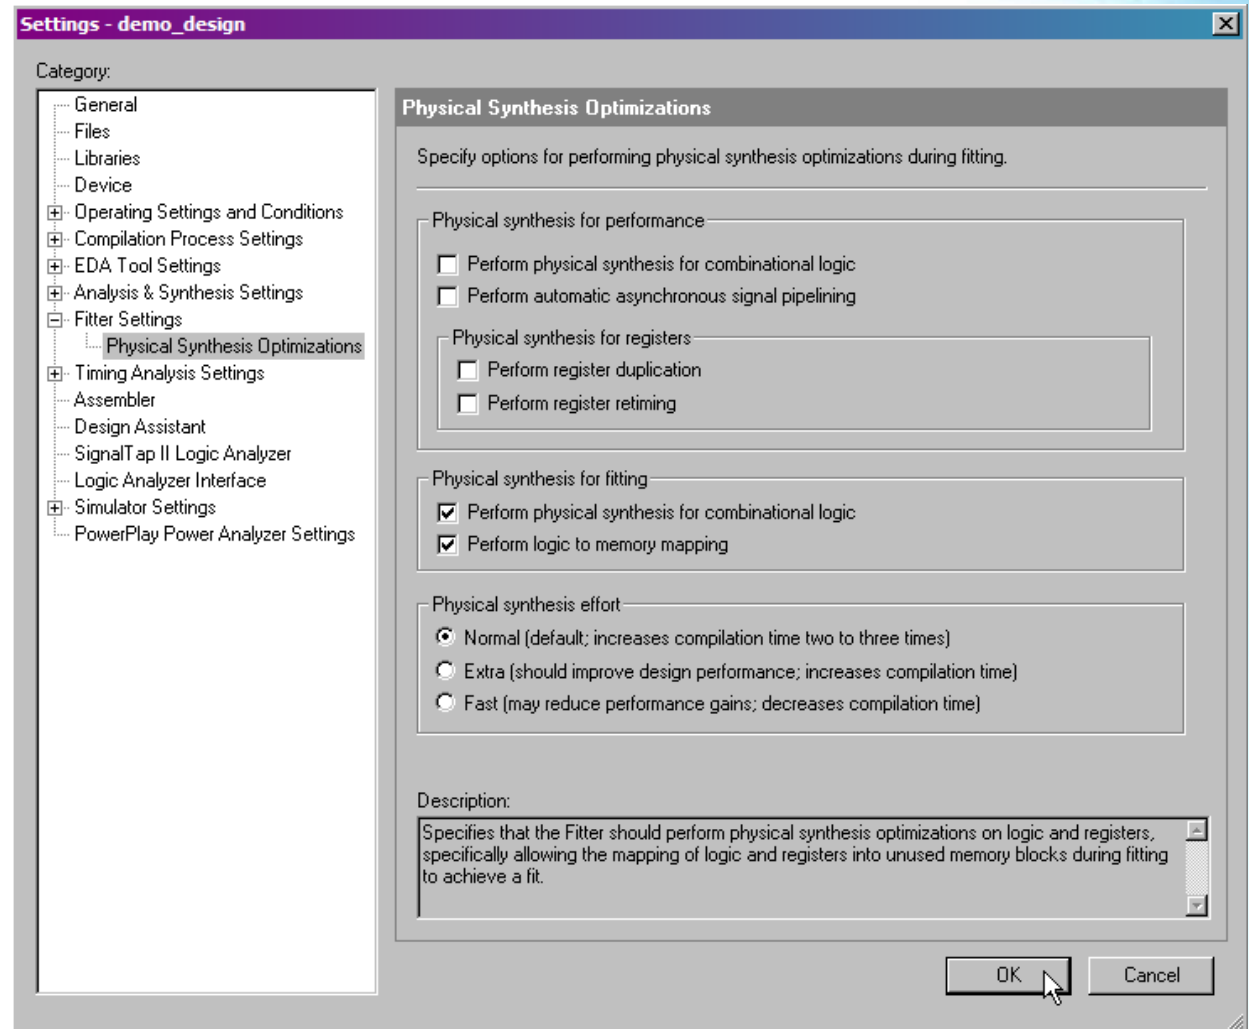 Settings - demo_design
Category:
General
Files
Libraries
Device
Operating Settings and Conditions
Compilation Process Settings
EDA Tool Settings
Analysis & Synthesis Settings
Fitter Settings
Physical Synthesis Optimizations
Timing Analysis Settings
Assembler
Design Assistant
SignalTap II Logic Analyzer
Logic Analyzer Interface
Simulator Settings
PowerPlay Power Analyzer Settings
Physical Synthesis Optimizations
Specify options for performing physical synthesis optimizations during fitting.
Physical synthesis for performance
Perform physical synthesis for combinational logic
Perform automatic asynchronous signal pipelining
Physical synthesis for registers
Perform register duplication
Perform register retiming
Physical synthesis for fitting
Perform physical synthesis for combinational logic
Perform logic to memory mapping
Physical synthesis effort
Normal (default; increases compilation time two to three times)
Extra (should improve design performance; increases compilation time)
Fast (may reduce performance gains; decreases compilation time)
Description:
Specifies that the Fitter should perform physical synthesis optimizations on logic and registers,
specifically allowing the mapping of logic and registers into unused memory blocks during fitting
to achieve a fit.
OK
Cancel